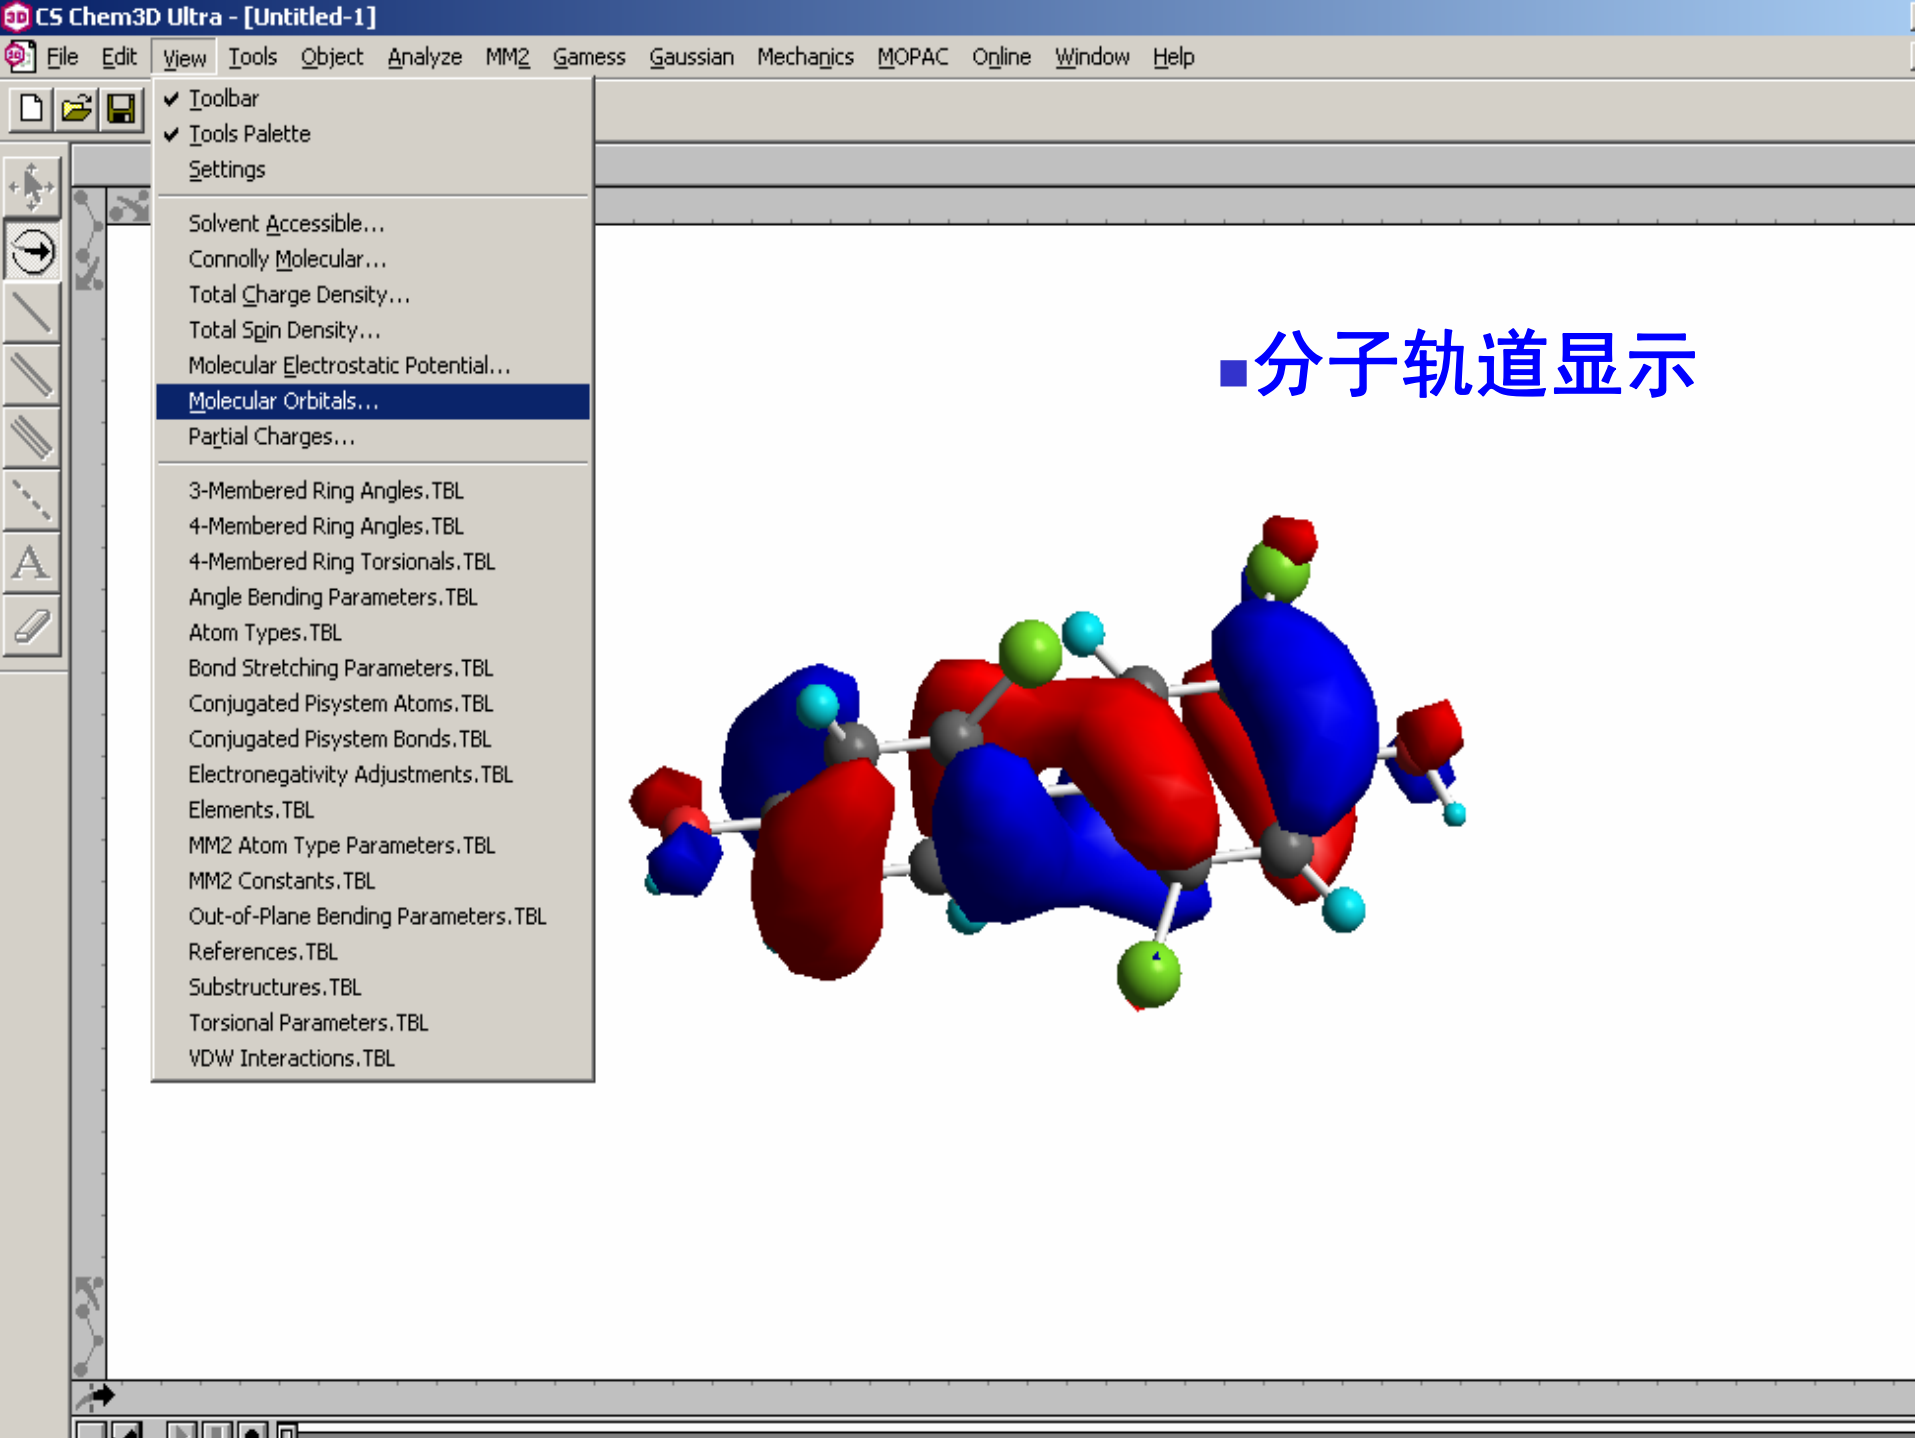 CS Chem3D Ultra - [Untitled-1]
File Edit View Tools Object Analyze MM2 Gamess Gaussian Mechanics MOPAC Online Window Help
Toolbar
Tools Palette
Settings
Solvent Accessible...
Connolly Molecular...
Total Charge Density...
Total Spin Density...
Molecular Electrostatic Potential...
Molecular Orbitals...
Partial Charges...
3-Membered Ring Angles.TBL
4-Membered Ring Angles.TBL
4-Membered Ring Torsionals.TBL
Angle Bending Parameters.TBL
Atom Types.TBL
Bond Stretching Parameters.TBL
Conjugated Pisystem Atoms.TBL
Conjugated Pisystem Bonds.TBL
Electronegativity Adjustments.TBL
Elements.TBL
MM2 Atom Type Parameters.TBL
MM2 Constants.TBL
Out-of-Plane Bending Parameters.TBL
References.TBL
Substructures.TBL
Torsional Parameters.TBL
VDW Interactions.TBL
A
分子轨道显示